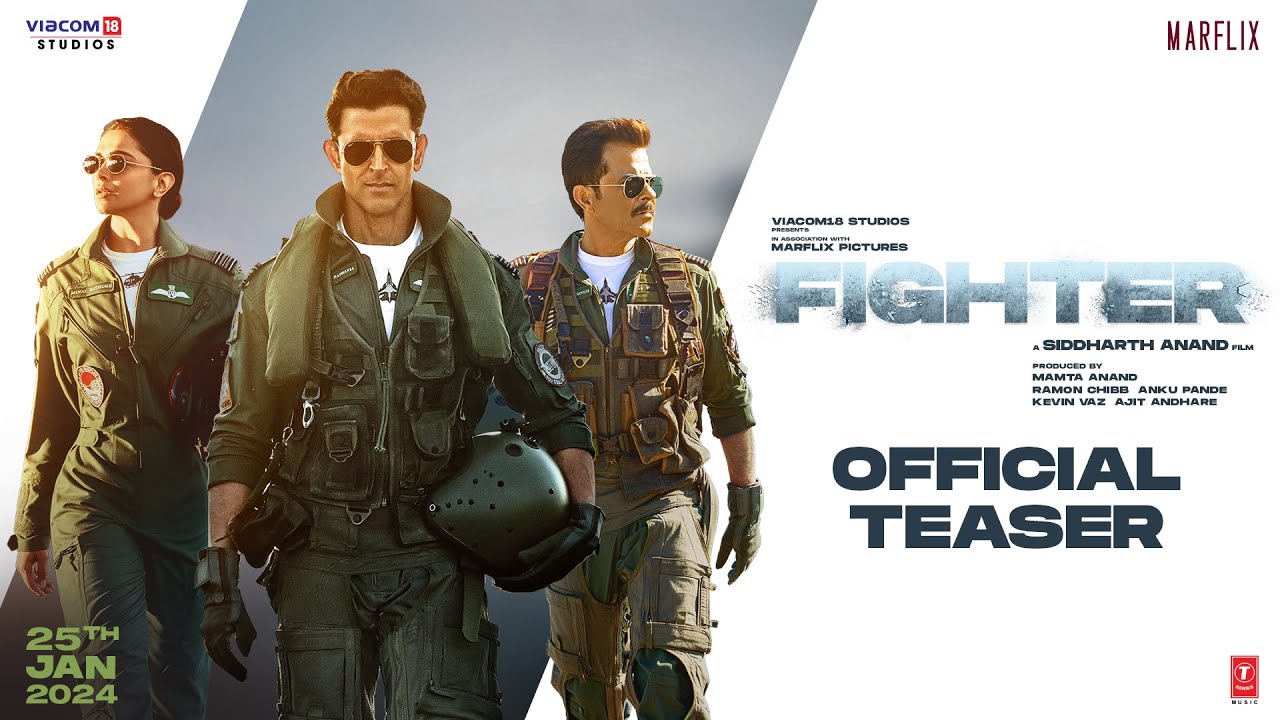 VIACOM 18
STUDIOS
MARFLIX
VIACOM18 STUDIOS
PRESENTS
IN ASSOCIATION WITH
MARFLIX PICTURES
FIGHTER
A SIDDHARTH ANAND FILM
PRODUCED BY
MAMTA ANAND
RAMON CHIBB ANKU PANDE
KEVIN VAZ AJIT ANDHARE
OFFICIAL
TEASER
25TH
JAN
2024
T
SERIES
MUSIC